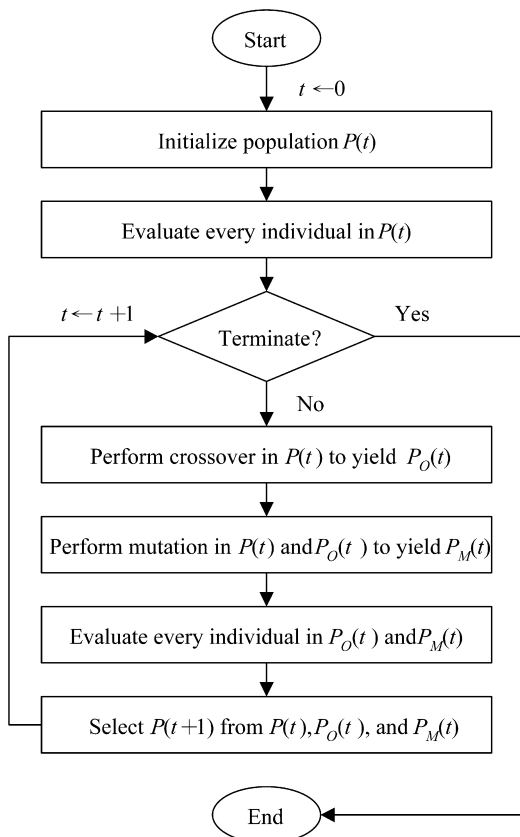 Start
t ←0
Initialize population P(t)
Evaluate every individual in P(t)
t← t +1
Yes
Terminate?
No
Perform crossover in P(t) to yield P_O(t)
Perform mutation in P(t) and P_O(t) to yield P_M(t)
Evaluate every individual in P_O(t) and P_M(t)
Select P(t+1) from P(t), P_O(t), and P_M(t)
End